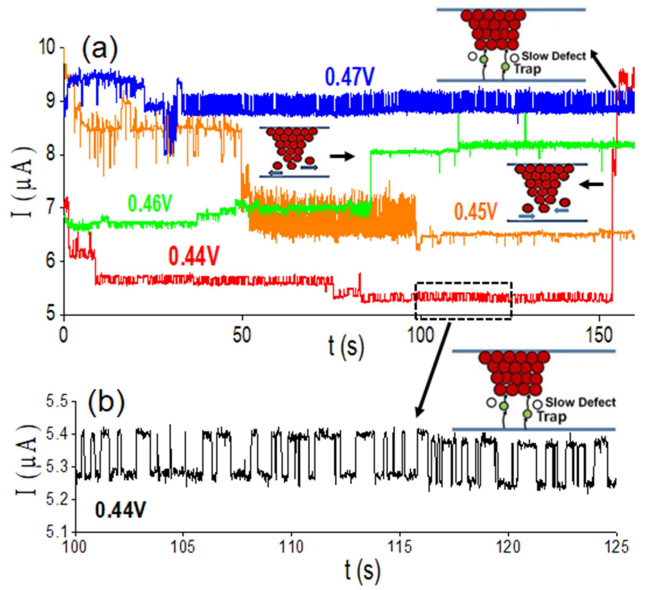 Slow Defect
Trap
(a)
10
9
8
7
6
5
I (μA)
0.47V
0.46V
0.45V
0.44V
0
50
100
150
t (s)
Slow Defect
Trap
(b)
5.5
5.4
5.3
5.2
5.1
I (μA)
0.44V
100
105
110
115
120
125
t (s)